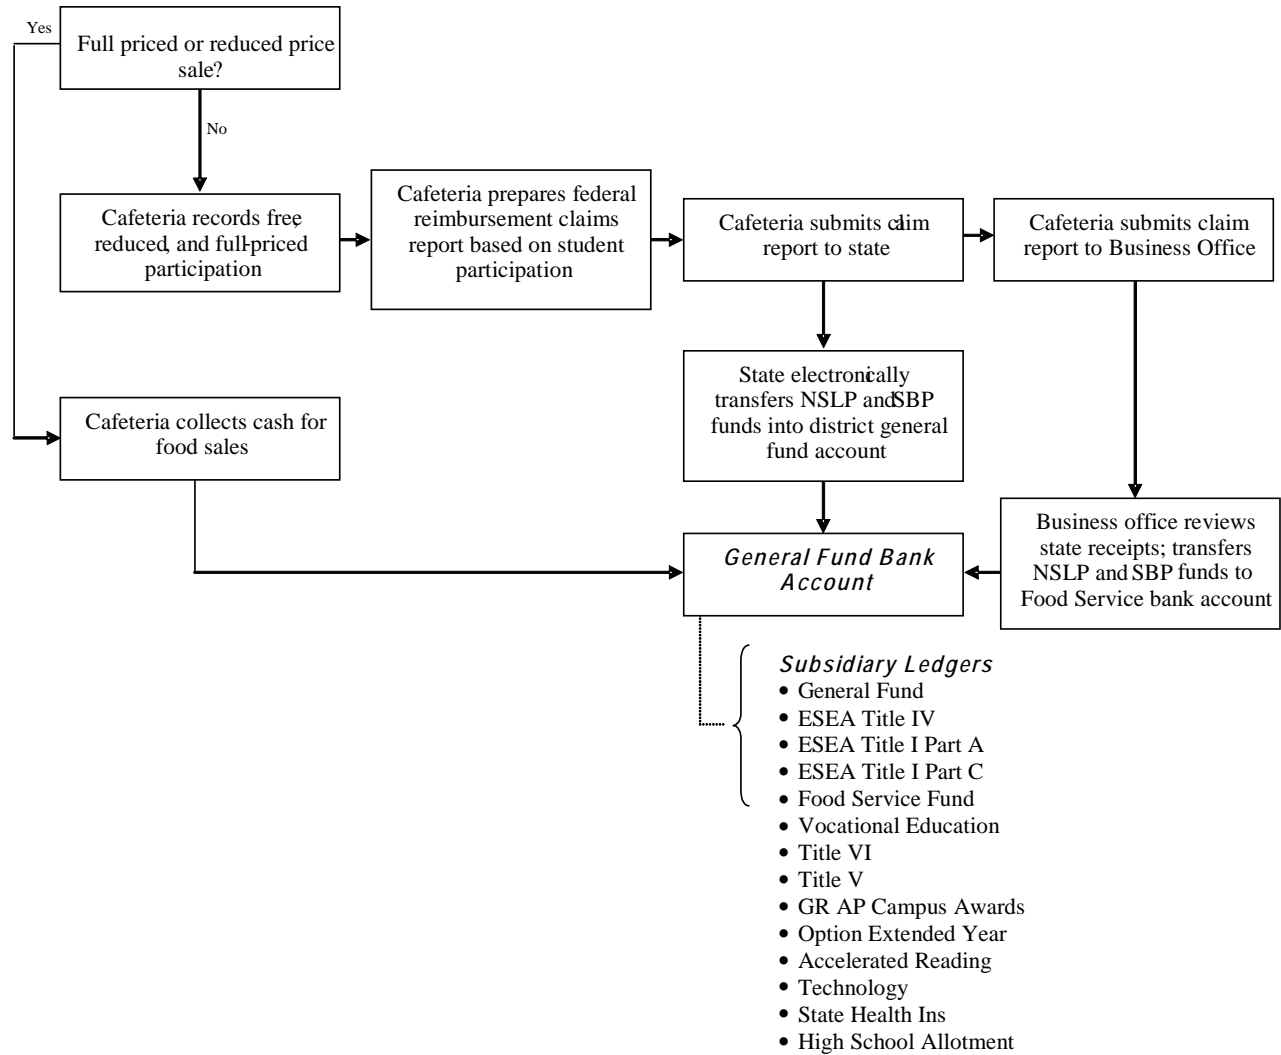 Yes
Full priced or reduced price
sale?
No
Cafeteria records free,
reduced, and full-priced
participation
Cafeteria prepares federal
reimbursement claims
report based on student
participation
Cafeteria submits claim
report to state
Cafeteria submits claim
report to Business Office
State electronically
transfers NSLP and SBP
funds into district general
fund account
Cafeteria collects cash for
food sales
Business office reviews
state receipts; transfers
NSLP and SBP funds to
Food Service bank account
General Fund Bank
Account
Subsidiary Ledgers
• General Fund
• ESEA Title IV
• ESEA Title I Part A
• ESEA Title I Part C
• Food Service Fund
• Vocational Education
• Title VI
• Title V
• GR AP Campus Awards
• Option Extended Year
• Accelerated Reading
• Technology
• State Health Ins
• High School Allotment